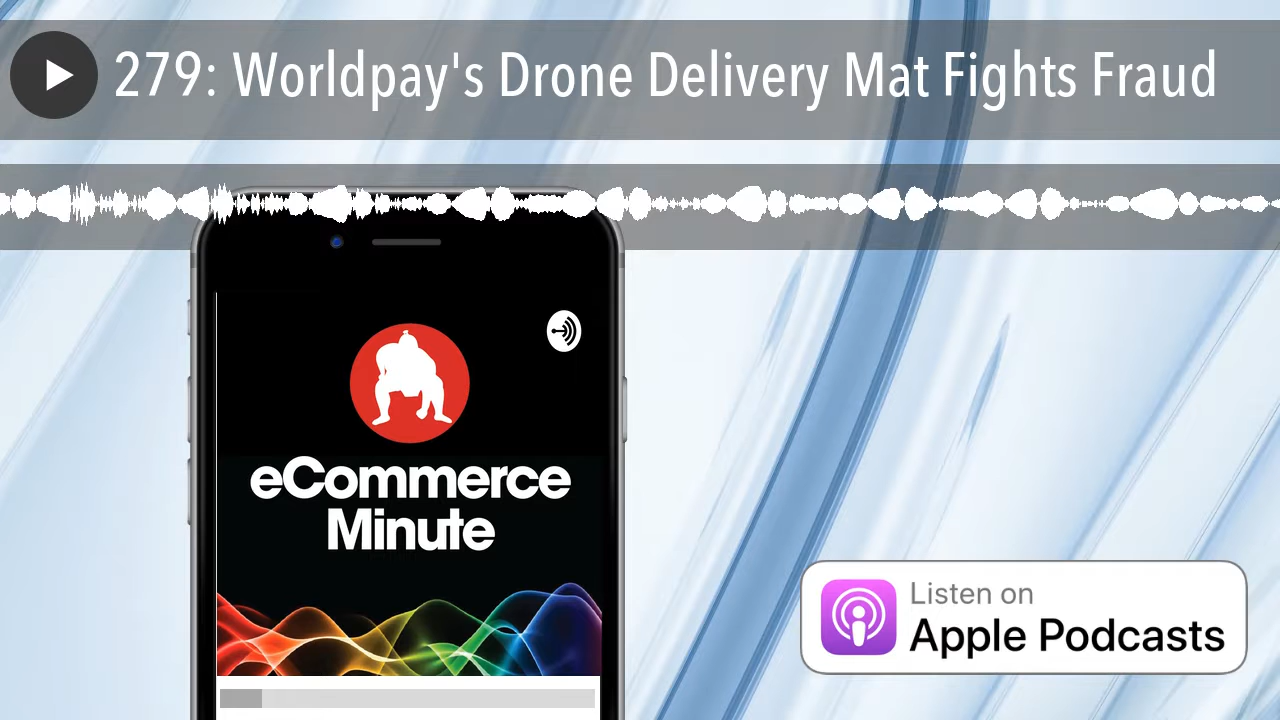 279: Worldpay's Drone Delivery Mat Fights Fraud
eCommerce
Minute
Listen on
Apple Podcasts